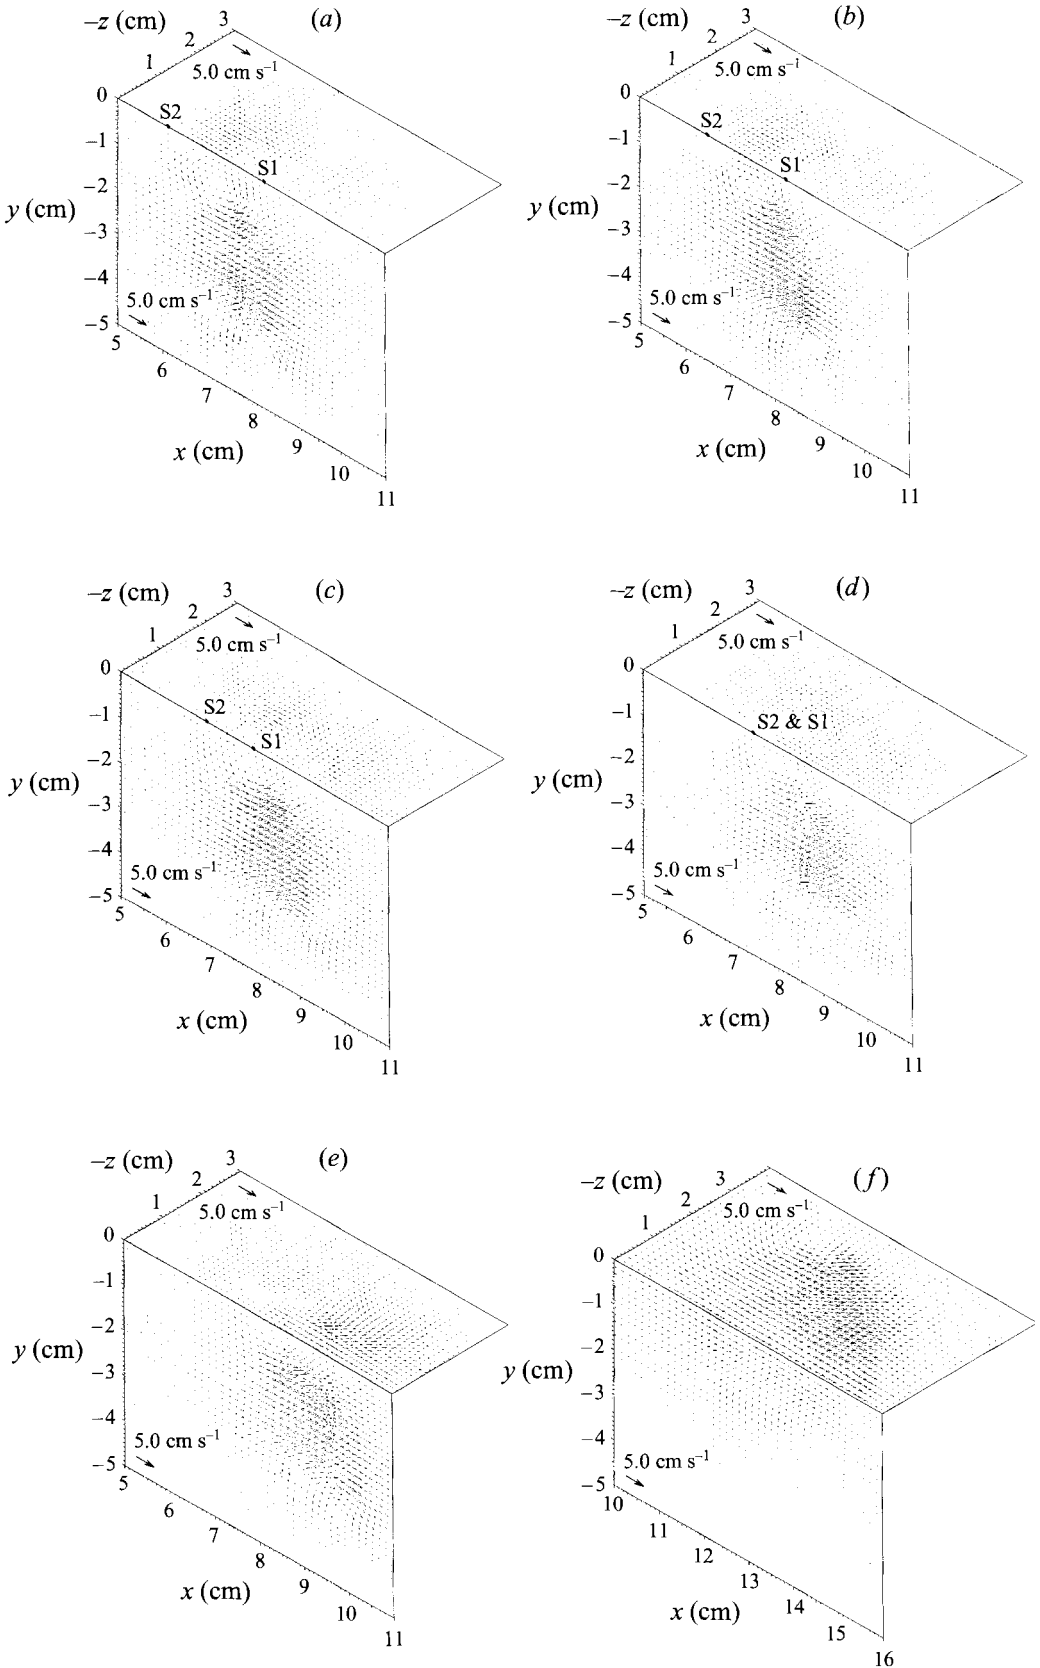 −z (cm) 3 (a)
2
1 5.0 cm s−1
0
S2
−1
S1
−2
y (cm)
−3
−4
5.0 cm s−1
−5
5
6
7
8
x (cm) 9
10
11
−z (cm) 3 (b)
2
1 5.0 cm s−1
0
S2
−1
S1
−2
y (cm)
−3
−4
5.0 cm s−1
−5
5
6
7
8
x (cm) 9
10
11
−z (cm) 3 (c)
2
1 5.0 cm s−1
0
S2
−1
S1
−2
y (cm)
−3
−4
5.0 cm s−1
−5
5
6
7
8
x (cm) 9
10
11
−z (cm) 3 (d)
2
1 5.0 cm s−1
0
−1 S2 & S1
−2
y (cm)
−3
−4
5.0 cm s−1
−5
5
6
7
8
x (cm) 9
10
11
−z (cm) 3 (e)
2
1 5.0 cm s−1
0
−1
−2
y (cm)
−3
−4
5.0 cm s−1
−5
5
6
7
8
x (cm) 9
10
11
−z (cm) 3 (f)
2
1 5.0 cm s−1
0
−1
−2
y (cm)
−3
−4
5.0 cm s−1
−5
10
11
12
13
x (cm) 14
15
16